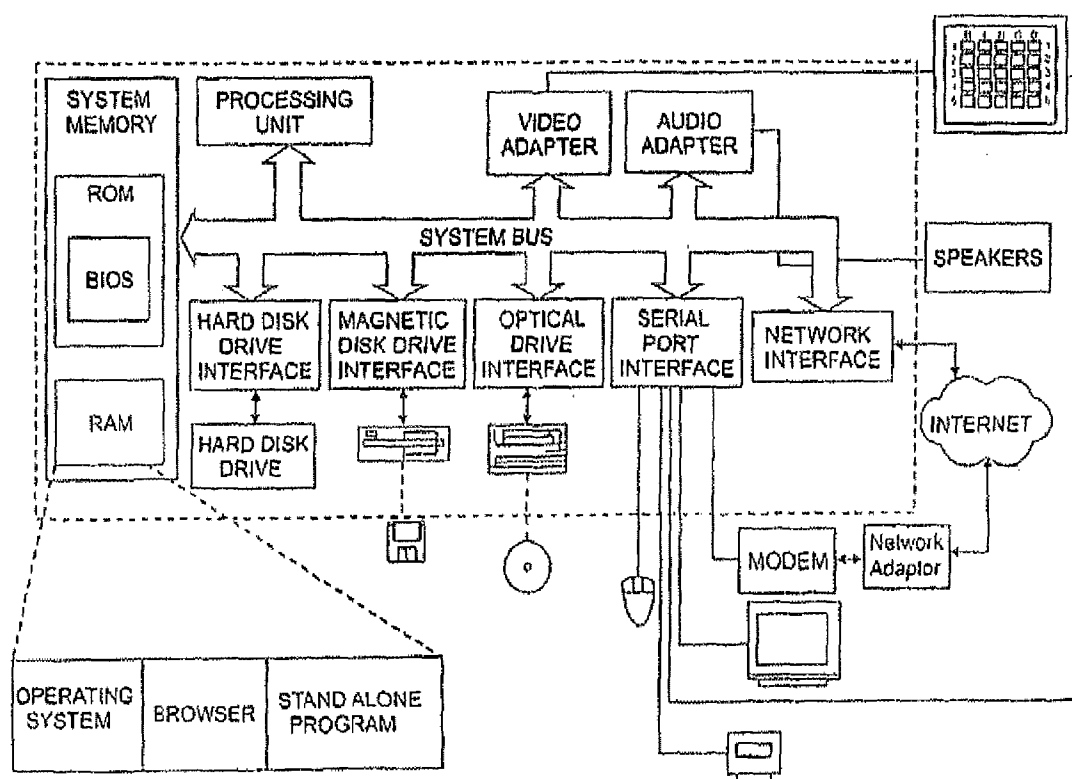 SYSTEM
MEMORY
ROM
BIOS
RAM
PROCESSING
UNIT
VIDEO
ADAPTER
AUDIO
ADAPTER
SYSTEM BUS
SPEAKERS
HARD DISK
DRIVE
INTERFACE
MAGNETIC
DISK DRIVE
INTERFACE
OPTICAL
DRIVE
INTERFACE
SERIAL
PORT
INTERFACE
NETWORK
INTERFACE
HARD DISK
DRIVE
INTERNET
MODEM
Network
Adaptor
OPERATING
SYSTEM
BROWSER
STAND ALONE
PROGRAM